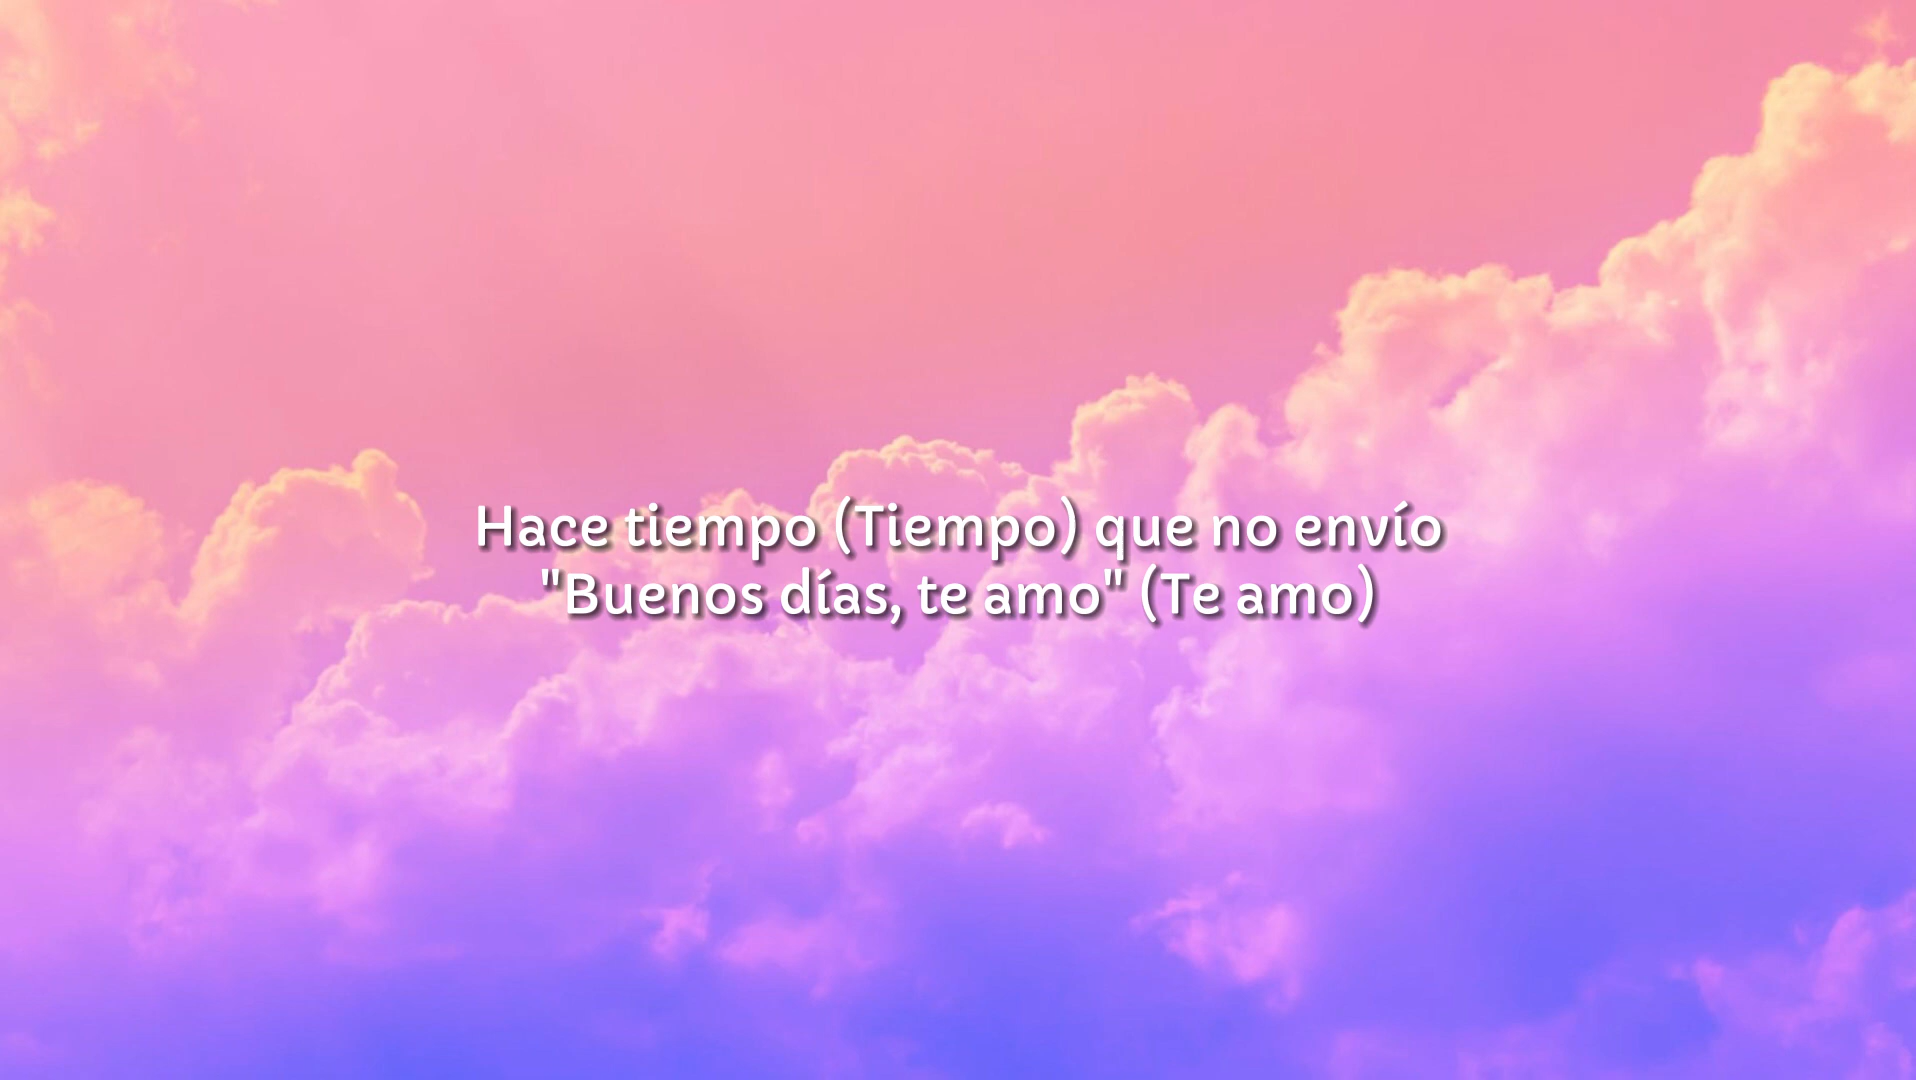 Hace tiempo (Tiempo) que no envío
"Buenos días, te amo" (Te amo)